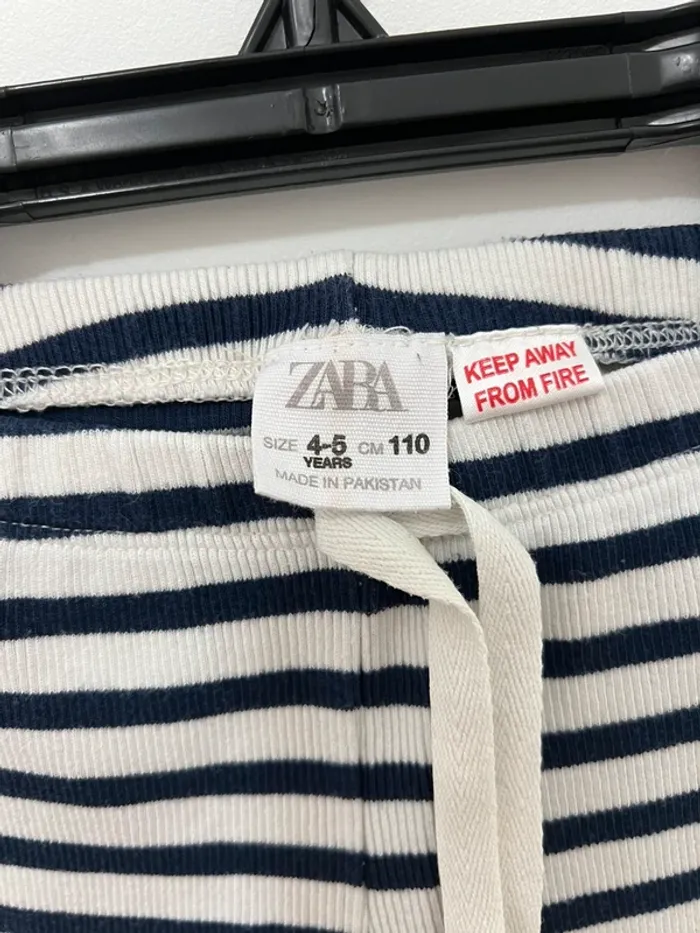 ZARA
SIZE 4-5 CM 110
YEARS
MADE IN PAKISTAN
KEEP AWAY
FROM FIRE